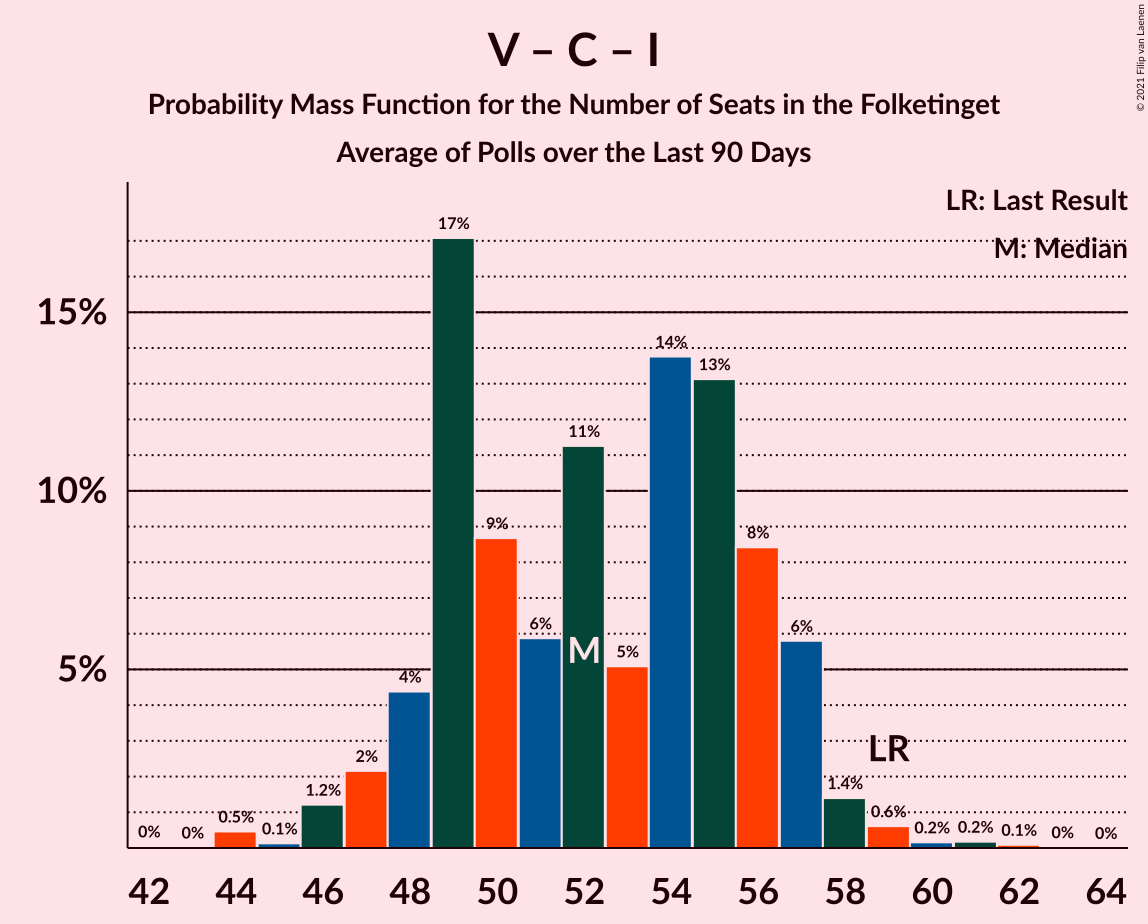 V – C – I
Probability Mass Function for the Number of Seats in the Folketinget
Average of Polls over the Last 90 Days
© 2021 Filip van Laenen
LR: Last Result
M: Median
15%
10%
5%
0%
0%
0.5%
0.1%
1.2%
2%
4%
17%
9%
6%
11%
5%
14%
13%
8%
6%
1.4%
0.6%
0.2%
0.2%
0.1%
0%
0%
M
LR
42 44 46 48 50 52 54 56 58 60 62 64